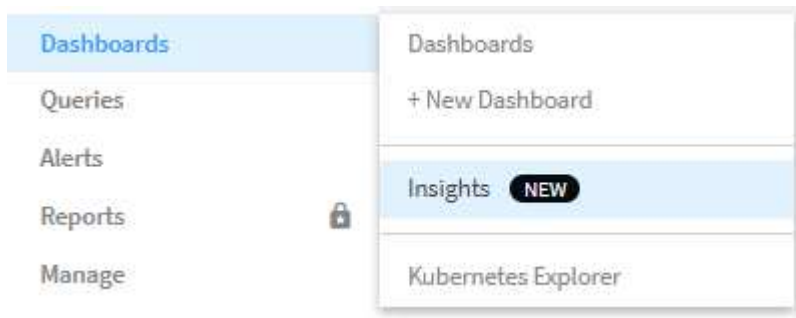 Dashboards
Queries
Alerts
Reports
Manage
Dashboards
+ New Dashboard
Insights NEW
Kubernetes Explorer